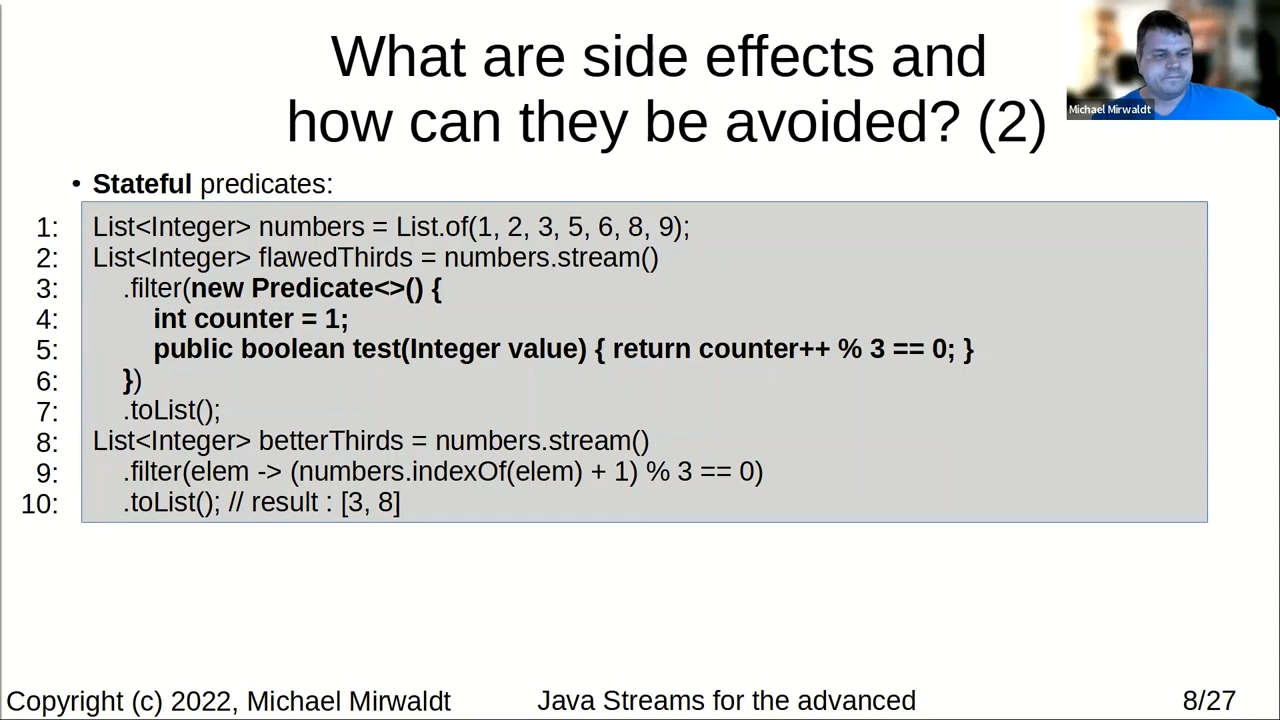 What are side effects and
how can they be avoided? (2)
Michael Mirwaldt
• Stateful predicates:
1: List<Integer> numbers = List.of(1, 2, 3, 5, 6, 8, 9);
2: List<Integer> flawedThirds = numbers.stream()
3: .filter(new Predicate<>() {
4: int counter = 1;
5: public boolean test(Integer value) { return counter++ % 3 == 0; }
6: })
7: .toList();
8: List<Integer> betterThirds = numbers.stream()
9: .filter(elem -> (numbers.indexOf(elem) + 1) % 3 == 0)
10: .toList(); // result : [3, 8]
Copyright (c) 2022, Michael Mirwaldt Java Streams for the advanced 8/27